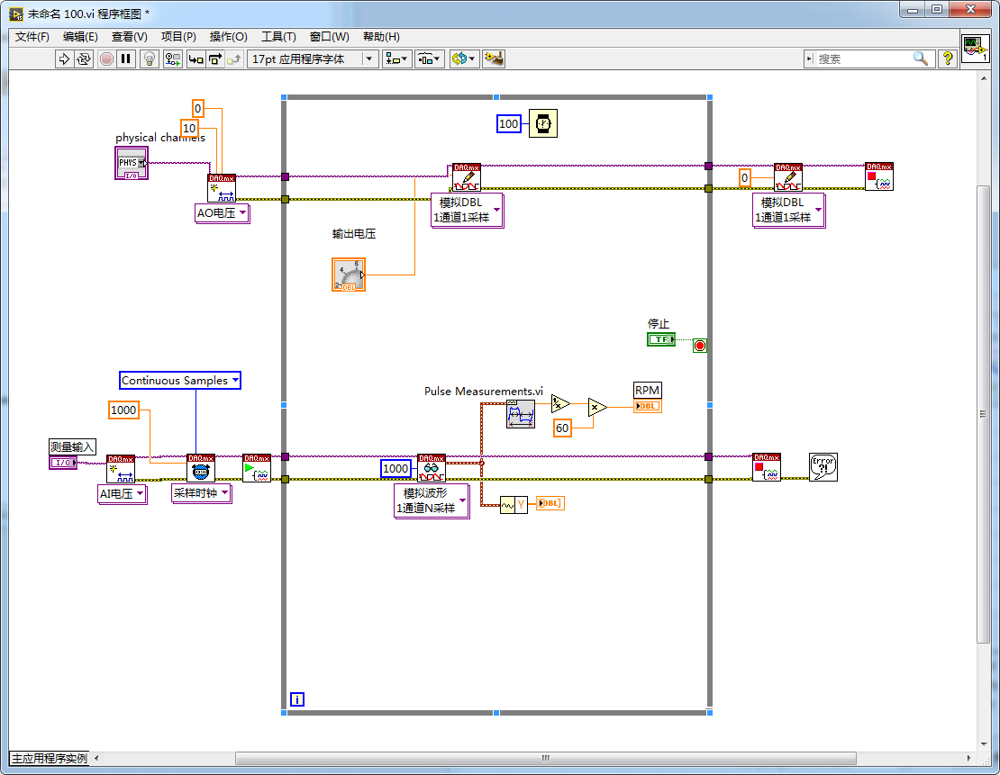 未命名 100.vi 程序框图 *
文件(F) 编辑(E) 查看(V) 项目(P) 操作(O) 工具(T) 窗口(W) 帮助(H)
17pt 应用程序字体
搜索
?
1
0
10
physical channels
PHYS
I/O
DAQmx
AO电压
100
DAQmx
模拟DBL
1通道1采样
0
DAQmx
模拟DBL
1通道1采样
DAQmx
输出电压
2 4 6
DBL
停止
TF
Continuous Samples
1000
测量输入
I/O
DAQmx
AI电压
DAQmx
采样时钟
DAQmx
Pulse Measurements.vi
1/x
x
60
RPM
DBL
1000
DAQmx
模拟波形
1通道N采样
Y
DBL]
DAQmx
Error
?!
i
主应用程序实例